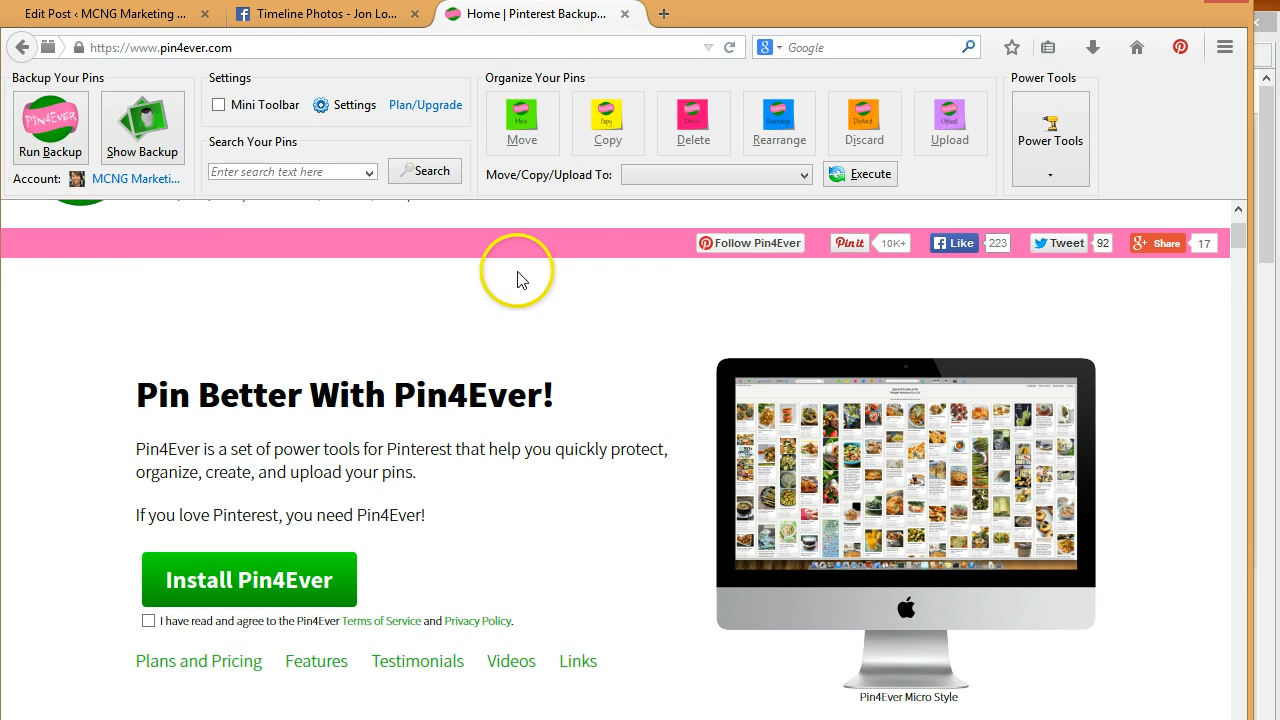 Edit Post ‹ MCNG Marketing ...
Timeline Photos - Jon Lo...
Home | Pinterest Backup...
https://www.pin4ever.com
Google
Backup Your Pins
Settings
Organize Your Pins
Power Tools
PIN4EVER
Run Backup
Show Backup
Mini Toolbar
Settings
Plan/Upgrade
Search Your Pins
Enter search text here
Search
Account:
MCNG Marketi...
Move
Copy
Delete
Rearrange
Discard
Upload
Move/Copy/Upload To:
Execute
Power Tools
Follow Pin4Ever
Pin it
10K+
Like
223
Tweet
92
Share
17
Pin Better With Pin4Ever!
Pin4Ever is a set of power tools for Pinterest that help you quickly protect,
organize, create, and upload your pins.
If you love Pinterest, you need Pin4Ever!
Install Pin4Ever
I have read and agree to the Pin4Ever Terms of Service and Privacy Policy.
Plans and Pricing
Features
Testimonials
Videos
Links
Pin4Ever Micro Style